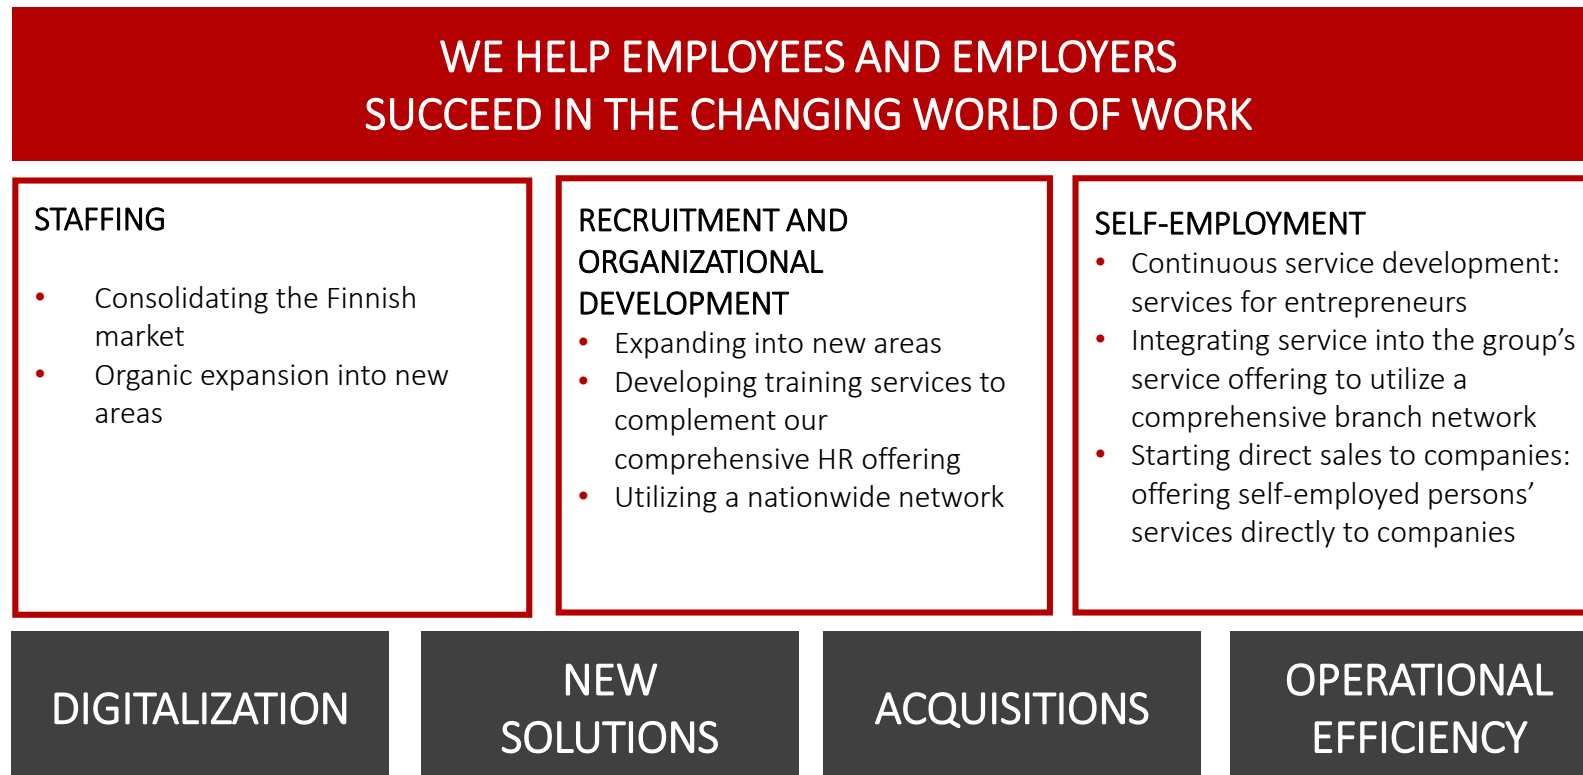 WE HELP EMPLOYEES AND EMPLOYERS
SUCCEED IN THE CHANGING WORLD OF WORK
STAFFING
• Consolidating the Finnish
market
• Organic expansion into new
areas
RECRUITMENT AND
ORGANIZATIONAL
DEVELOPMENT
• Expanding into new areas
• Developing training services to
complement our
comprehensive HR offering
• Utilizing a nationwide network
SELF-EMPLOYMENT
• Continuous service development:
services for entrepreneurs
• Integrating service into the group’s
service offering to utilize a
comprehensive branch network
• Starting direct sales to companies:
offering self-employed persons’
services directly to companies
DIGITALIZATION
NEW
SOLUTIONS
ACQUISITIONS
OPERATIONAL
EFFICIENCY